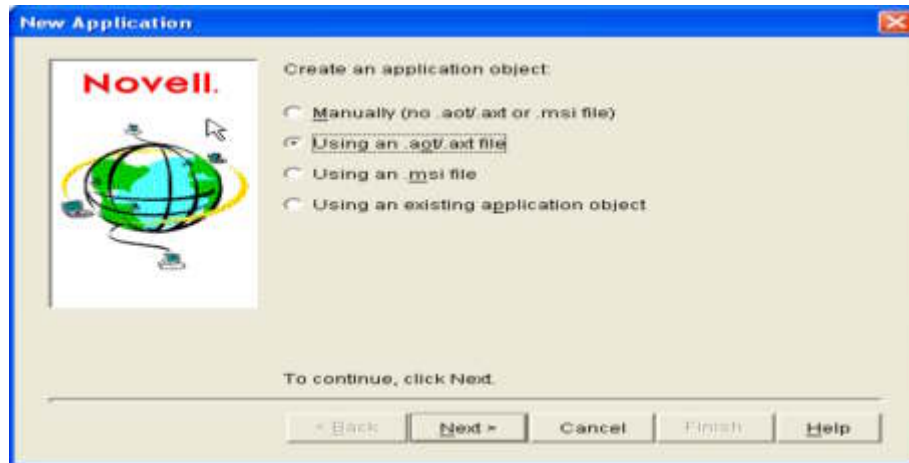 New Application
Novell.
Create an application object:
Manually (no .aot/.axt or .msi file)
Using an .aot/.axt file
Using an .msi file
Using an existing application object
To continue, click Next.
< Back
Next >
Cancel
Finish
Help